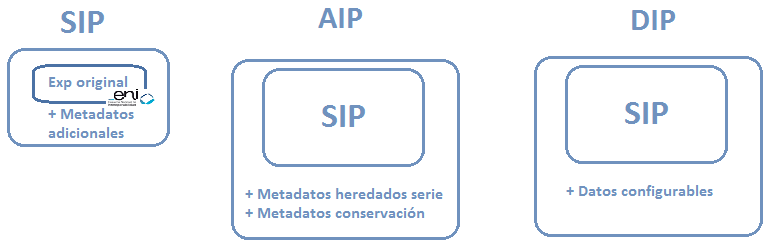 SIP
Exp original
eni
+ Metadatos
adicionales
AIP
SIP
+ Metadatos heredados serie
+ Metadatos conservación
DIP
SIP
+ Datos configurables